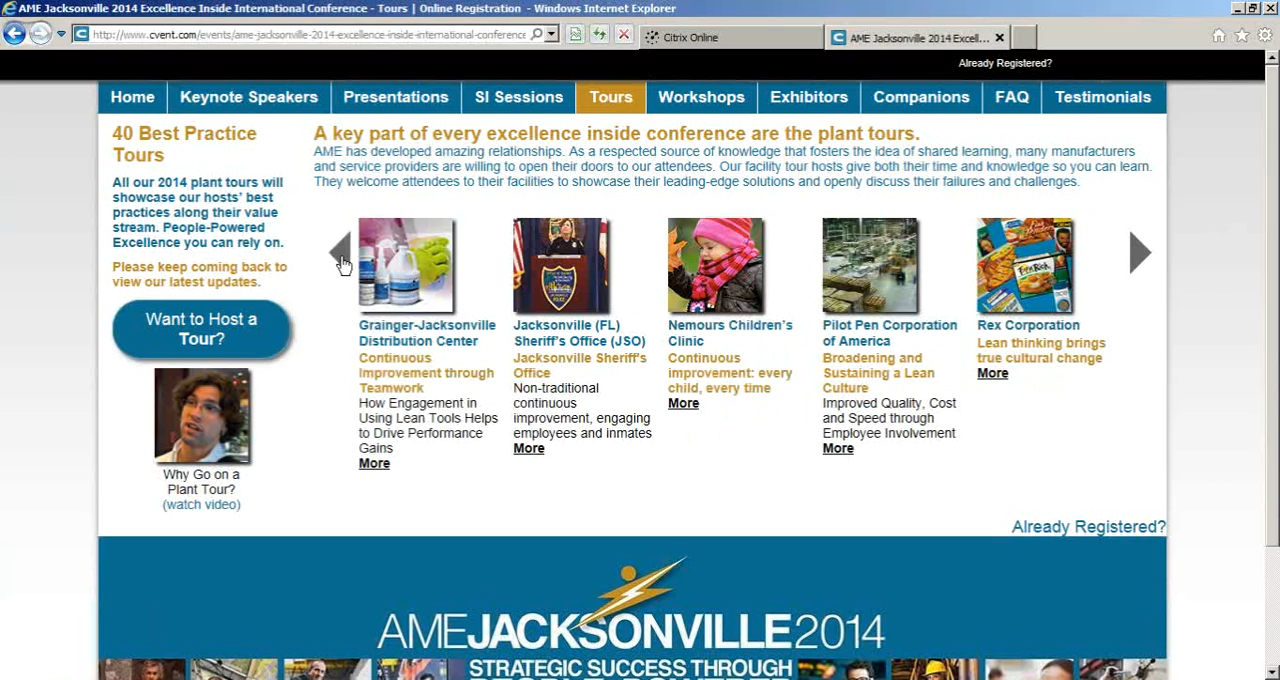 AME Jacksonville 2014 Excellence Inside International Conference - Tours | Online Registration - Windows Internet Explorer
http://www.cvent.com/events/ame-jacksonville-2014-excellence-inside-international-conference
Citrix Online
AME Jacksonville 2014 Excell...
Already Registered?
Home Keynote Speakers Presentations SI Sessions Tours Workshops Exhibitors Companions FAQ Testimonials
40 Best Practice
Tours
All our 2014 plant tours will
showcase our hosts' best
practices along their value
stream. People-Powered
Excellence you can rely on.
Please keep coming back to
view our latest updates.
Want to Host a
Tour?
Why Go on a
Plant Tour?
(watch video)
A key part of every excellence inside conference are the plant tours.
AME has developed amazing relationships. As a respected source of knowledge that fosters the idea of shared learning, many manufacturers
and service providers are willing to open their doors to our attendees. Our facility tour hosts give both their time and knowledge so you can learn.
They welcome attendees to their facilities to showcase their leading-edge solutions and openly discuss their failures and challenges.
Grainger-Jacksonville
Distribution Center
Continuous
Improvement through
Teamwork
How Engagement in
Using Lean Tools Helps
to Drive Performance
Gains
More
Jacksonville (FL)
Sheriff's Office (JSO)
Jacksonville Sheriff's
Office
Non-traditional
continuous
improvement, engaging
employees and inmates
More
Nemours Children's
Clinic
Continuous
improvement: every
child, every time
More
Pilot Pen Corporation
of America
Broadening and
Sustaining a Lean
Culture
Improved Quality, Cost
and Speed through
Employee Involvement
More
Rex Corporation
Lean thinking brings
true cultural change
More
Already Registered?
AMEJACKSONVILLE2014
STRATEGIC SUCCESS THROUGH